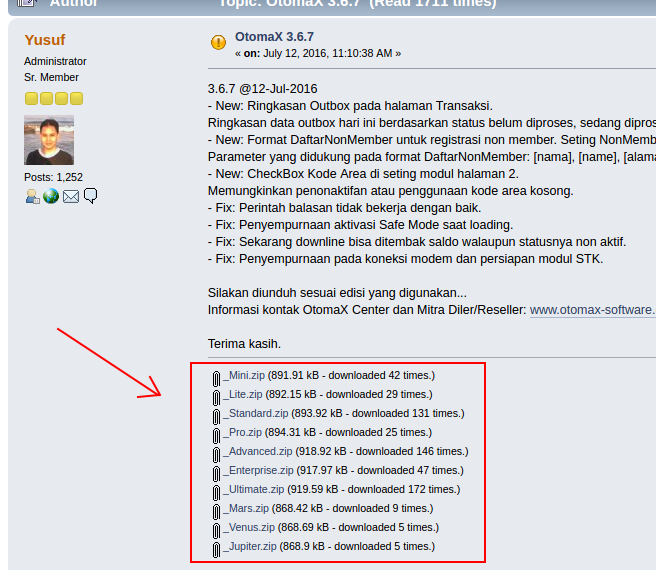 Author
Topic: OtomaX 3.6.7 (Read 1711 times)
Yusuf
Administrator
Sr. Member
Posts: 1,252
OtomaX 3.6.7
« on: July 12, 2016, 11:10:38 AM »
3.6.7 @12-Jul-2016
- New: Ringkasan Outbox pada halaman Transaksi.
Ringkasan data outbox hari ini berdasarkan status belum diproses, sedang dipros
- New: Format DaftarNonMember untuk registrasi non member. Seting NonMemb
Parameter yang didukung pada format DaftarNonMember: [nama], [name], [alama
- New: CheckBox Kode Area di seting modul halaman 2.
Memungkinkan penonaktifan atau penggunaan kode area kosong.
- Fix: Perintah balasan tidak bekerja dengan baik.
- Fix: Penyempurnaan aktivasi Safe Mode saat loading.
- Fix: Sekarang downline bisa ditembak saldo walaupun statusnya non aktif.
- Fix: Penyempurnaan pada koneksi modem dan persiapan modul STK.
Silakan diunduh sesuai edisi yang digunakan...
Informasi kontak OtomaX Center dan Mitra Diler/Reseller: www.otomax-software.
Terima kasih.
_Mini.zip (891.91 kB - downloaded 42 times.)
_Lite.zip (892.15 kB - downloaded 29 times.)
_Standard.zip (893.92 kB - downloaded 131 times.)
_Pro.zip (894.31 kB - downloaded 25 times.)
_Advanced.zip (918.92 kB - downloaded 146 times.)
_Enterprise.zip (917.97 kB - downloaded 47 times.)
_Ultimate.zip (919.59 kB - downloaded 172 times.)
_Mars.zip (868.42 kB - downloaded 9 times.)
_Venus.zip (868.69 kB - downloaded 5 times.)
_Jupiter.zip (868.9 kB - downloaded 5 times.)